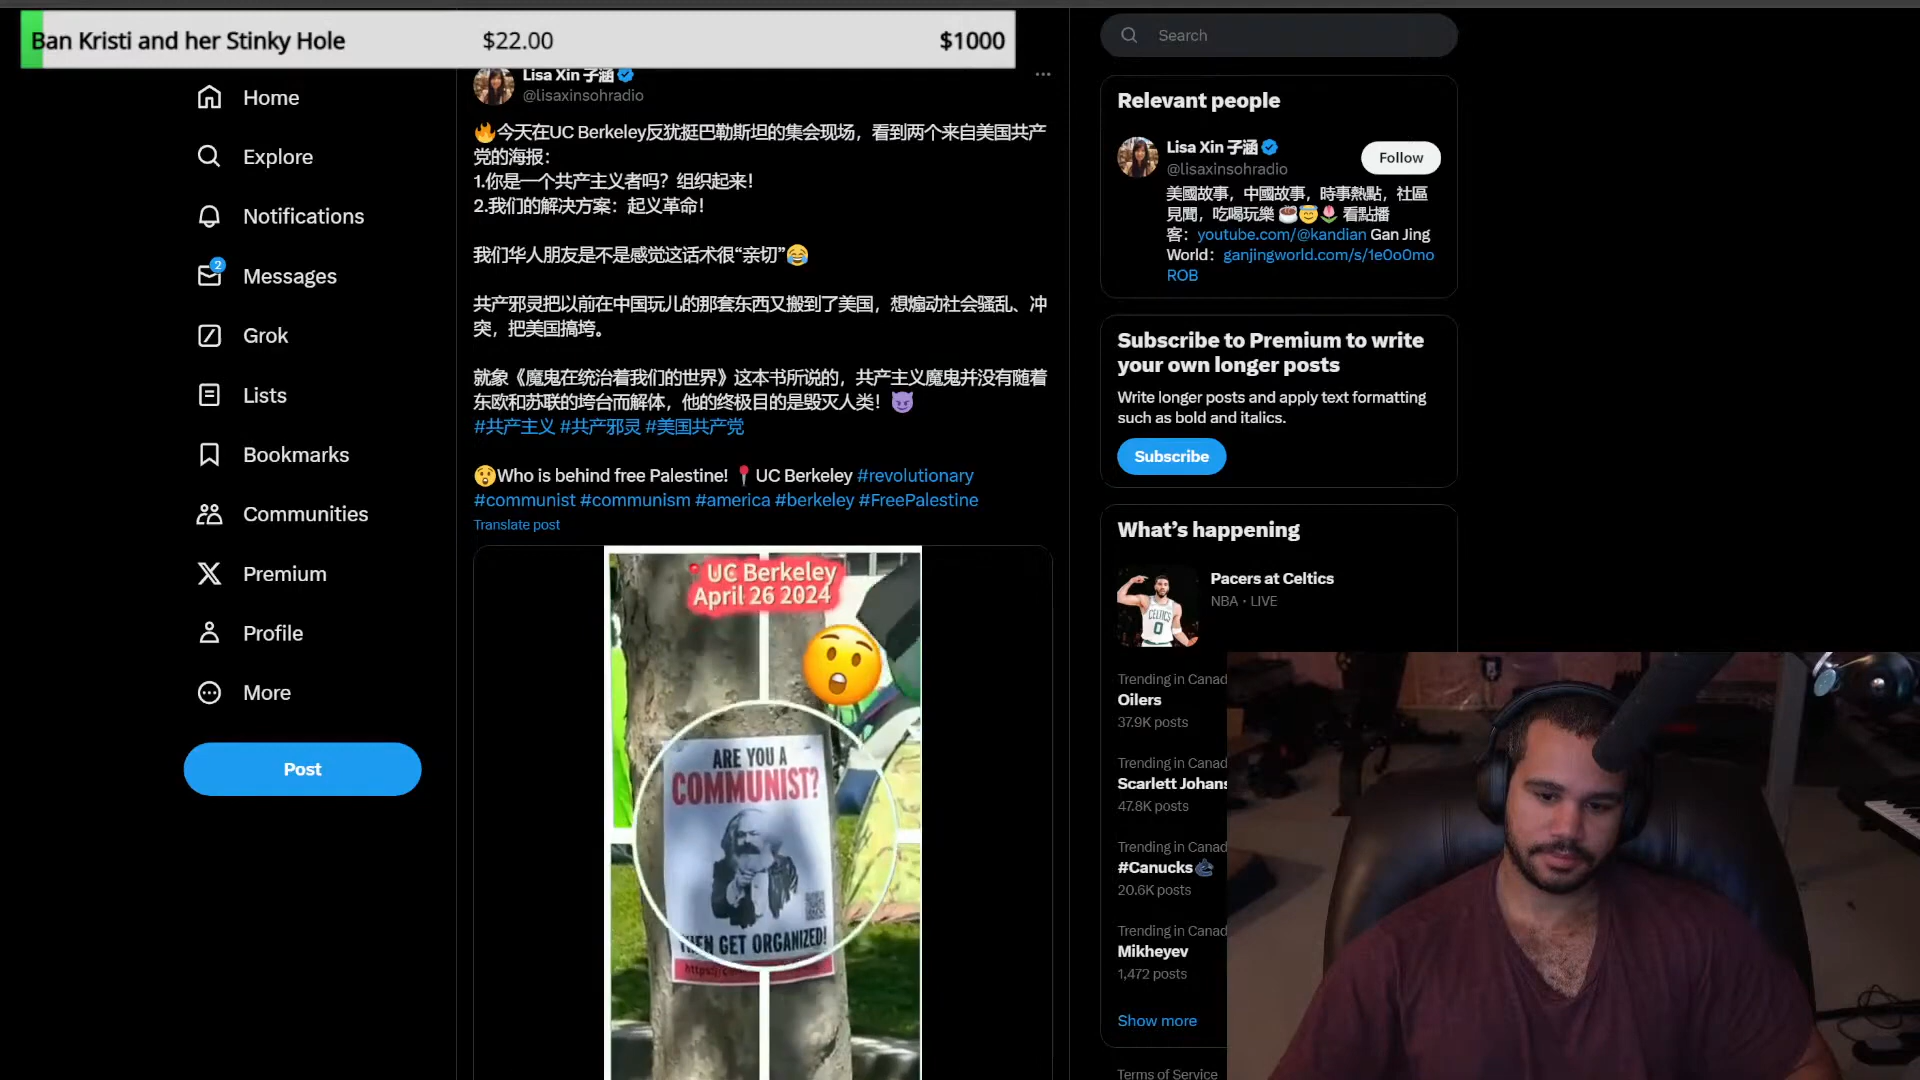 Ban Kristi and her Stinky Hole $22.00 $1000
Home
Explore
Notifications
2
Messages
Grok
Lists
Bookmarks
Communities
Premium
Profile
More
Post
Lisa Xin 子涵
@lisaxinsohradio
🔥今天在UC Berkeley反犹挺巴勒斯坦的集会现场，看到两个来自美国共产
党的海报：
1.你是一个共产主义者吗？组织起来！
2.我们的解决方案：起义革命！
我们华人朋友是不是感觉这话术很“亲切”😂
共产邪灵把以前在中国玩儿的那套东西又搬到了美国，想煽动社会骚乱、冲
突，把美国搞垮。
就象《魔鬼在统治着我们的世界》这本书所说的，共产主义魔鬼并没有随着
东欧和苏联的垮台而解体，他的终极目的是毁灭人类！😈
#共产主义 #共产邪灵 #美国共产党
😲Who is behind free Palestine! 📍UC Berkeley #revolutionary
#communist #communism #america #berkeley #FreePalestine
Translate post
UC Berkeley
April 26 2024
ARE YOU A
COMMUNIST?
THEN GET ORGANIZED!
Search
Relevant people
Lisa Xin 子涵
@lisaxinsohradio
Follow
美國故事，中國故事，時事熱點，社區
見聞，吃喝玩樂 ☕😇🌷 看點播
客：youtube.com/@kandian Gan Jing
World：ganjingworld.com/s/1e0o0mo
ROB
Subscribe to Premium to write
your own longer posts
Write longer posts and apply text formatting
such as bold and italics.
Subscribe
What’s happening
Pacers at Celtics
NBA · LIVE
CELTICS
0
Trending in Canad
Oilers
37.9K posts
Trending in Canad
Scarlett Johans
47.8K posts
Trending in Canad
#Canucks
20.6K posts
Trending in Canad
Mikheyev
1,472 posts
Show more
Terms of Service